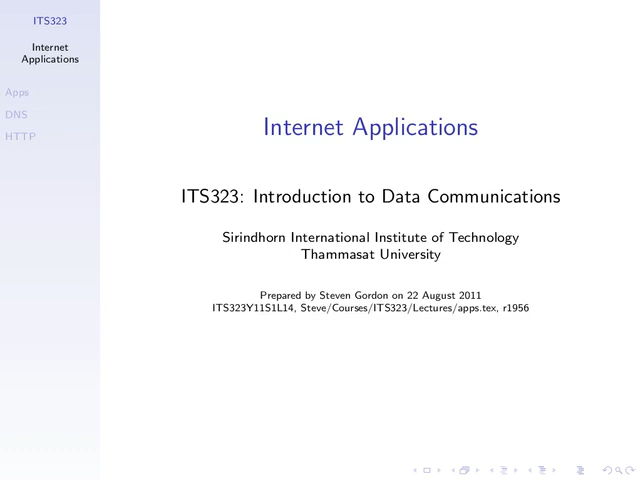 ITS323
Internet
Applications
Apps
DNS
HTTP
Internet Applications
ITS323: Introduction to Data Communications
Sirindhorn International Institute of Technology
Thammasat University
Prepared by Steven Gordon on 22 August 2011
ITS323Y11S1L14, Steve/Courses/ITS323/Lectures/apps.tex, r1956